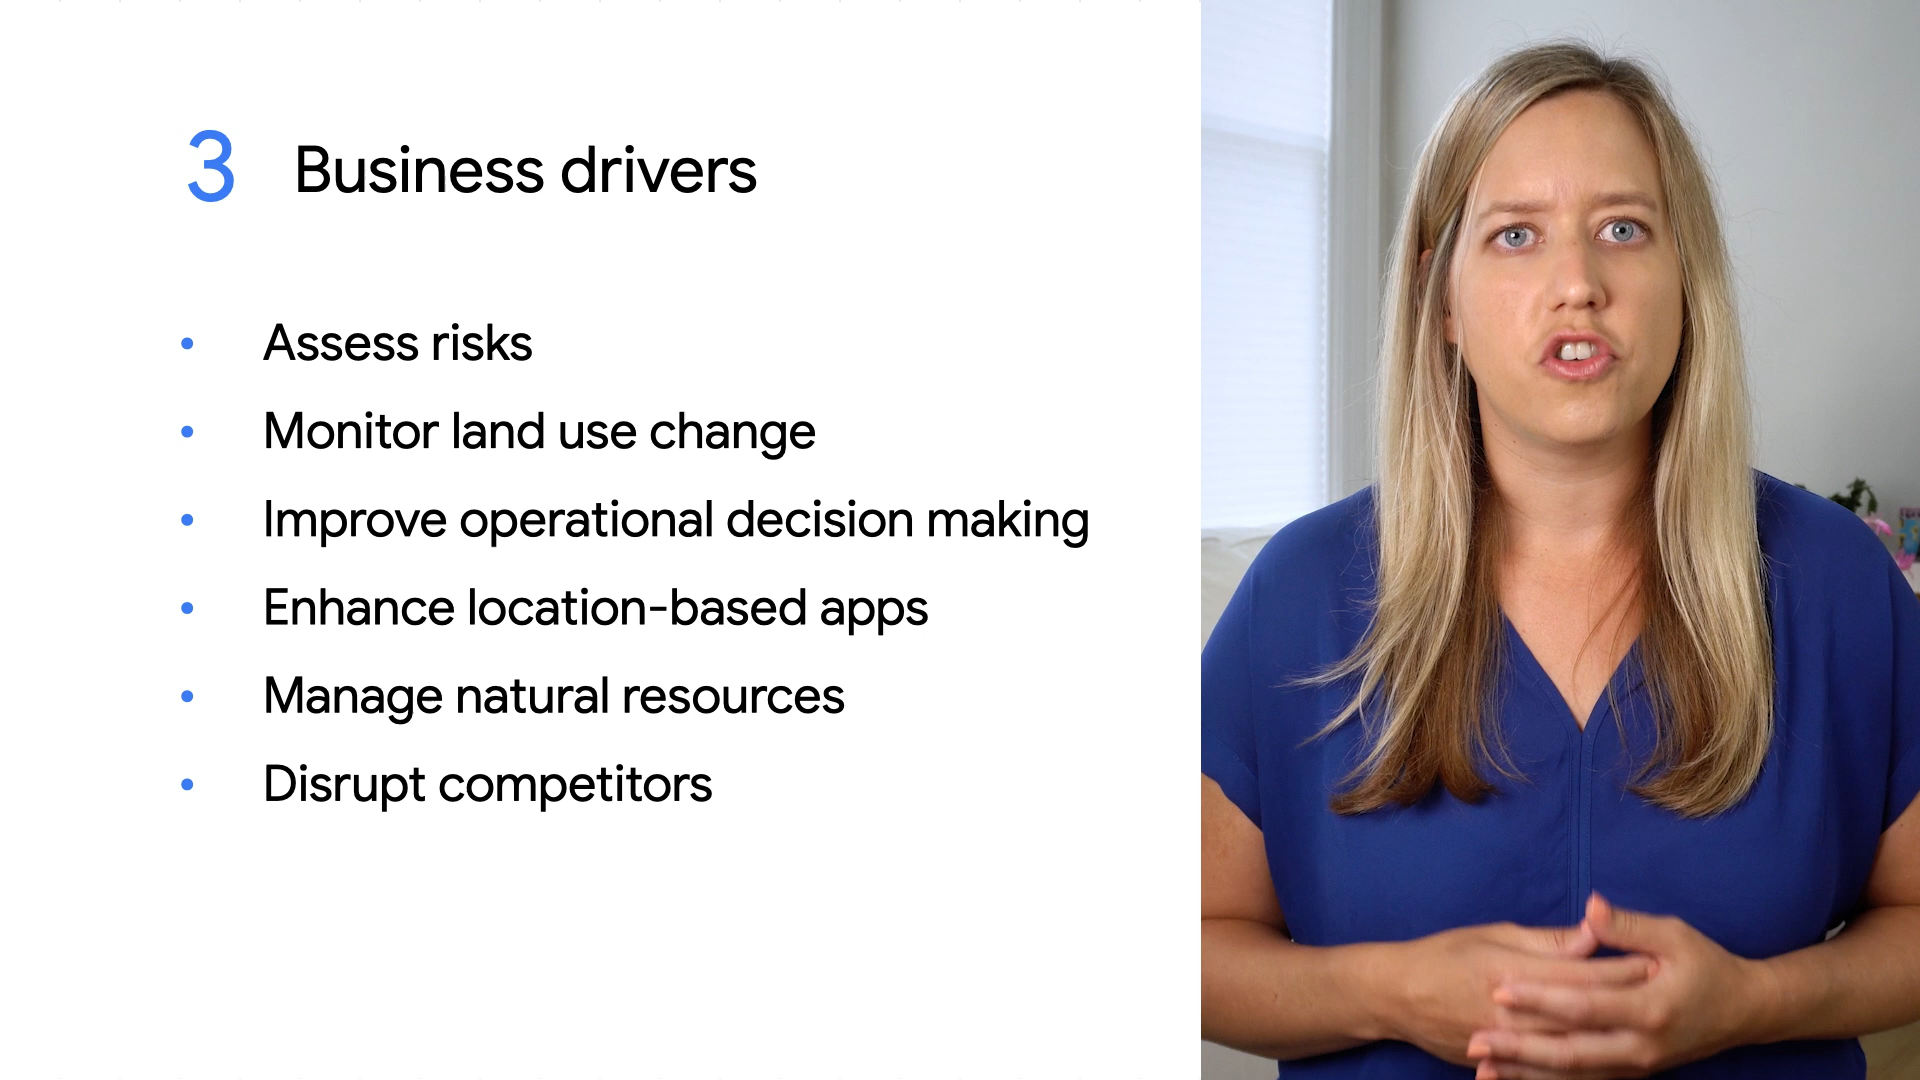 3 Business drivers
• Assess risks
• Monitor land use change
• Improve operational decision making
• Enhance location-based apps
• Manage natural resources
• Disrupt competitors